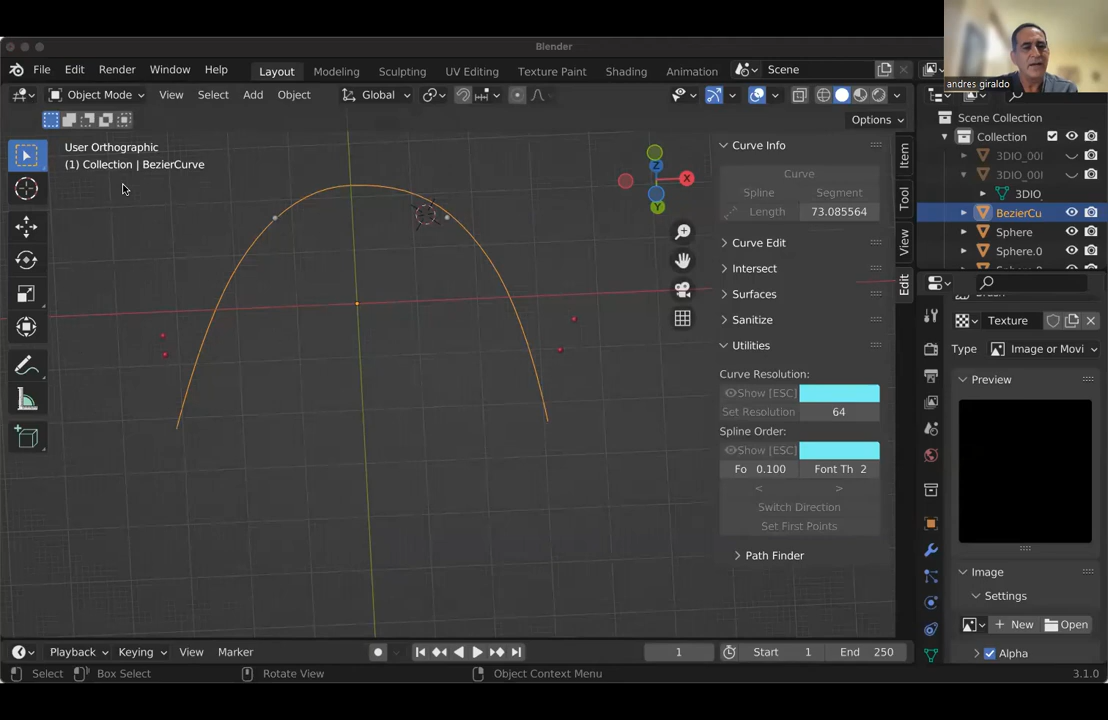 Blender
File Edit Render Window Help Layout Modeling Sculpting UV Editing Texture Paint Shading Animation Scene
andres giraldo
Object Mode View Select Add Object Global
Options
User Orthographic
(1) Collection | BezierCurve
Scene Collection
Collection
3DIO_00I
3DIO_00I
3DIO_
BezierCu
Sphere
Sphere.0
Z
X
Y
Item
Tool
View
Edit
Curve Info
Curve
Spline Segment
Length 73.085564
Curve Edit
Intersect
Surfaces
Sanitize
Utilities
Curve Resolution:
Show [ESC]
Set Resolution 64
Spline Order:
Show [ESC]
Fo 0.100 Font Th 2
< >
Switch Direction
Set First Points
Path Finder
Texture
Type Image or Movi
Preview
Image
Settings
New Open
Alpha
Playback Keying View Marker 1 Start 1 End 250
Select Box Select Rotate View Object Context Menu 3.1.0